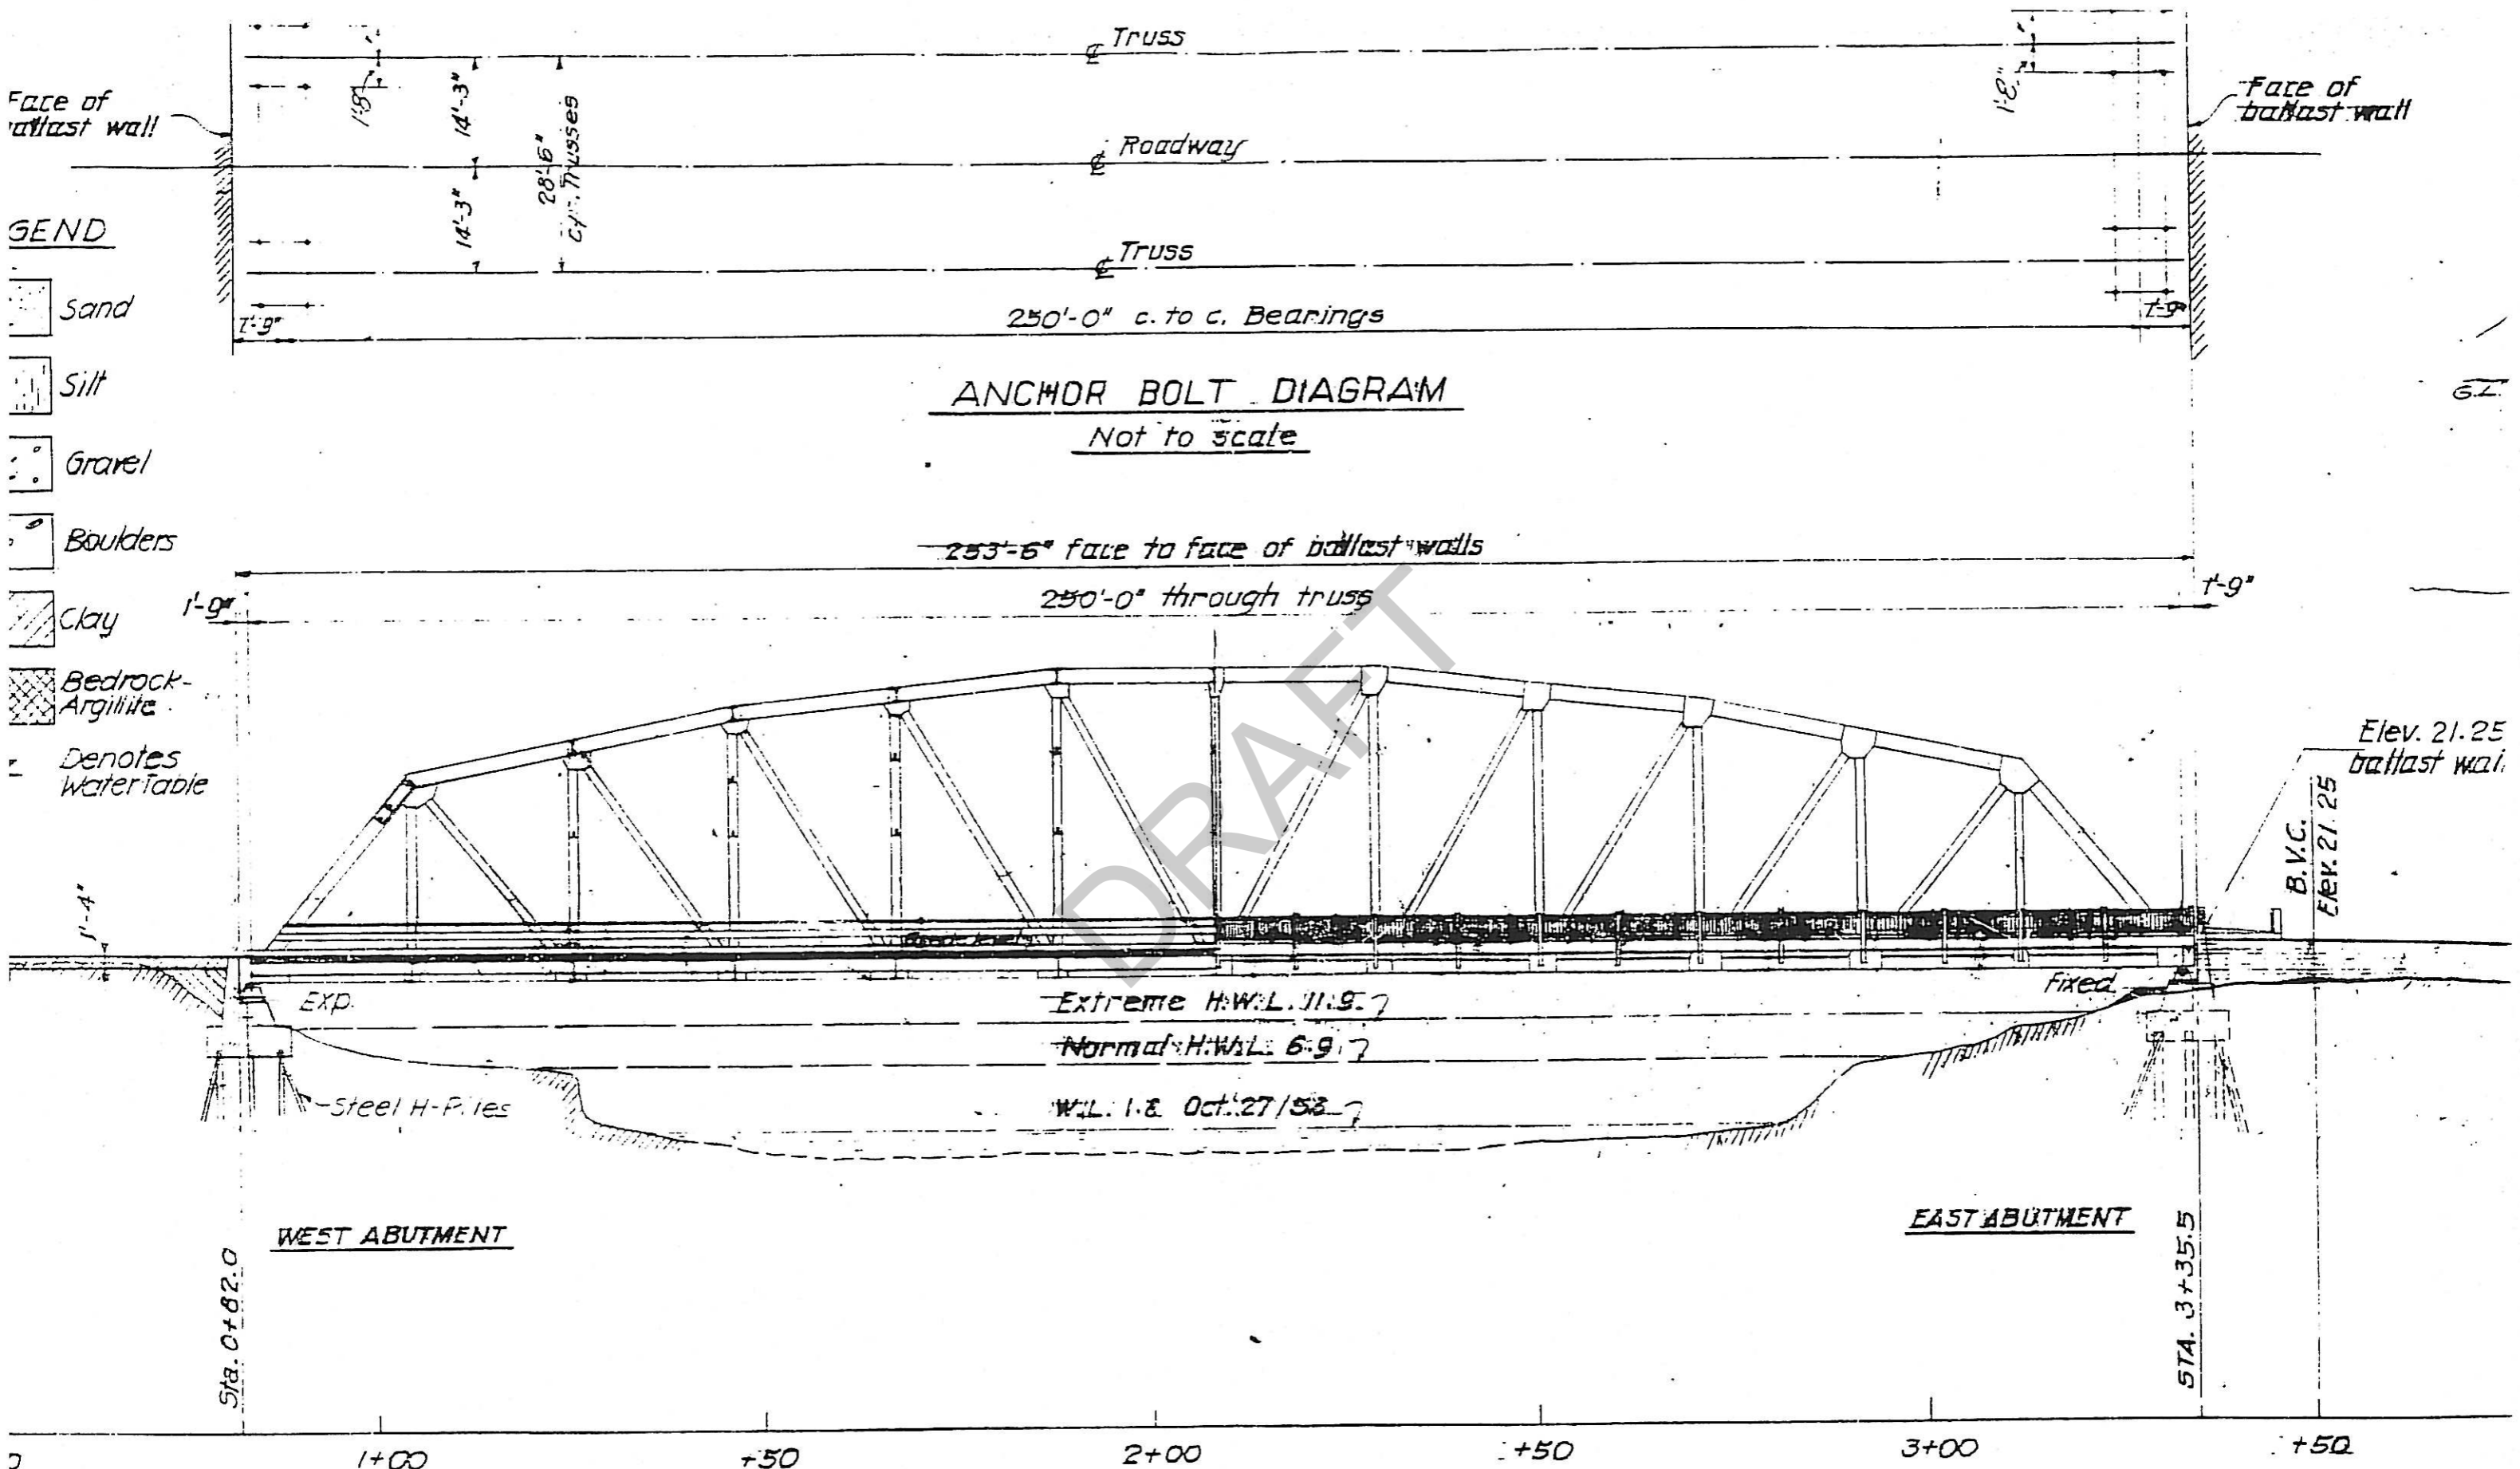 ℄ Truss
Face of
ballast wall
1'-8"
14'-3"
28'-6"
C/C. Trusses
1'-8"
Face of
ballast wall
℄ Roadway
14'-3"
GEND
℄ Truss
Sand
1'-9"
250'-0" c. to c. Bearings
1'-9"
Silt
ANCHOR BOLT DIAGRAM
G.L.
Not to scale
Gravel
Boulders
253'-6" face to face of ballast walls
1'-9"
250'-0" through truss
1'-9"
Clay
Bedrock-
Argillite
Denotes
Water Table
Elev. 21.25
ballast wal
B.V.C.
Elev. 21.25
DRAFT
1'-4"
Exp.
Extreme H.W.L. 11.9
Fixed
Normal H.W.L. 6.9
Steel H-Piles
W.L. 1.8 Oct. 27/53
WEST ABUTMENT
EAST ABUTMENT
Sta. 0+82.0
STA. 3+35.5
1+00
+50
2+00
+50
3+00
+50